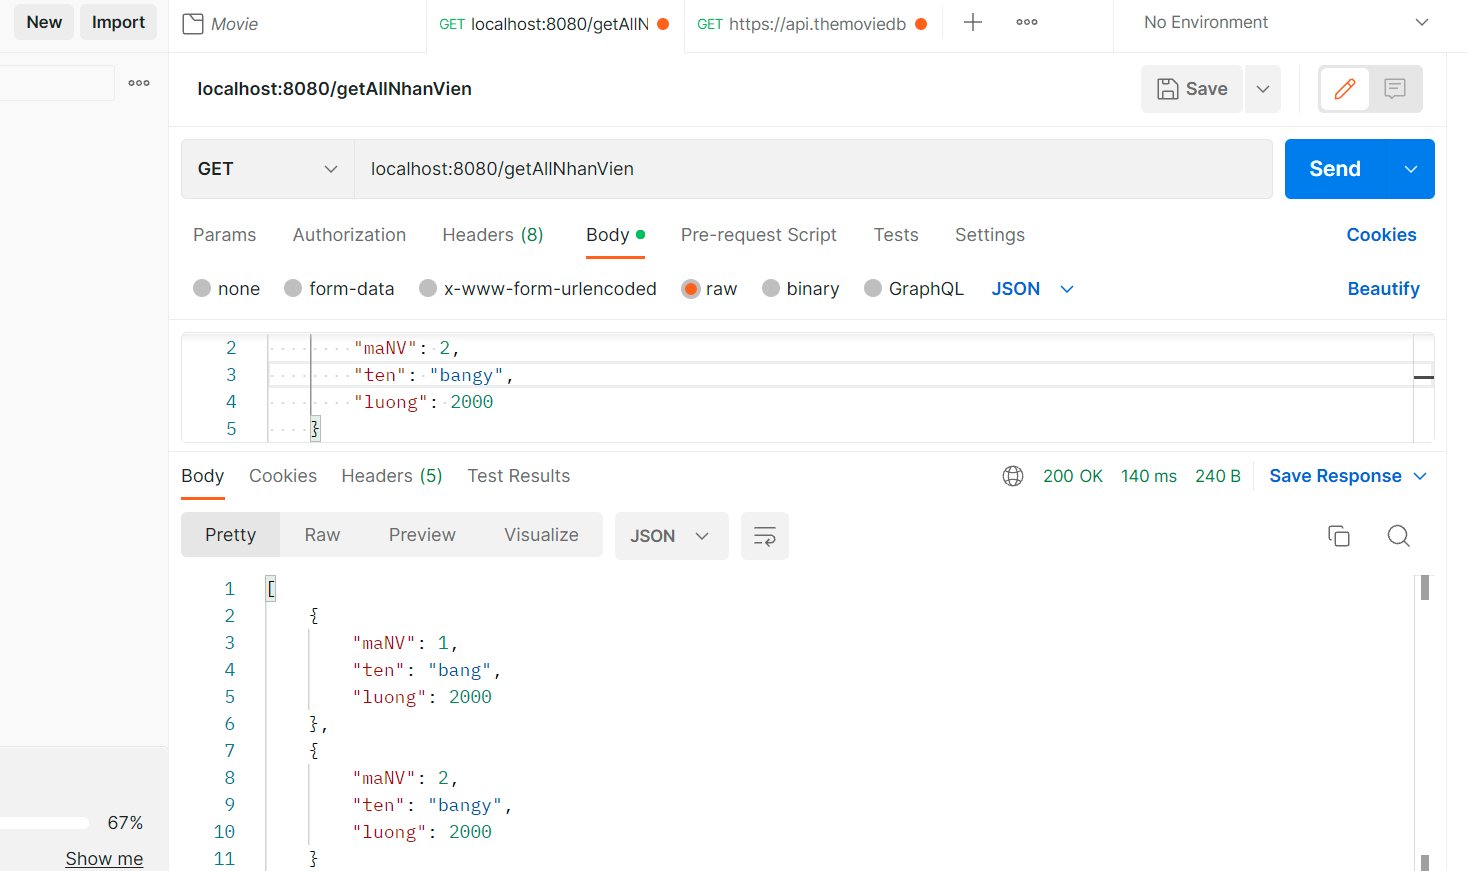 New Import Movie GET localhost:8080/getAllN GET https://api.themoviedb No Environment
localhost:8080/getAllNhanVien Save
GET localhost:8080/getAllNhanVien Send
Params Authorization Headers (8) Body Pre-request Script Tests Settings Cookies
none form-data x-www-form-urlencoded raw binary GraphQL JSON Beautify
2 "maNV": 2,
3 "ten": "bangy",
4 "luong": 2000
5 }
Body Cookies Headers (5) Test Results 200 OK 140 ms 240 B Save Response
Pretty Raw Preview Visualize JSON
1 [
2 {
3 "maNV": 1,
4 "ten": "bang",
5 "luong": 2000
6 },
7 {
8 "maNV": 2,
9 "ten": "bangy",
10 "luong": 2000
11 }
67%
Show me